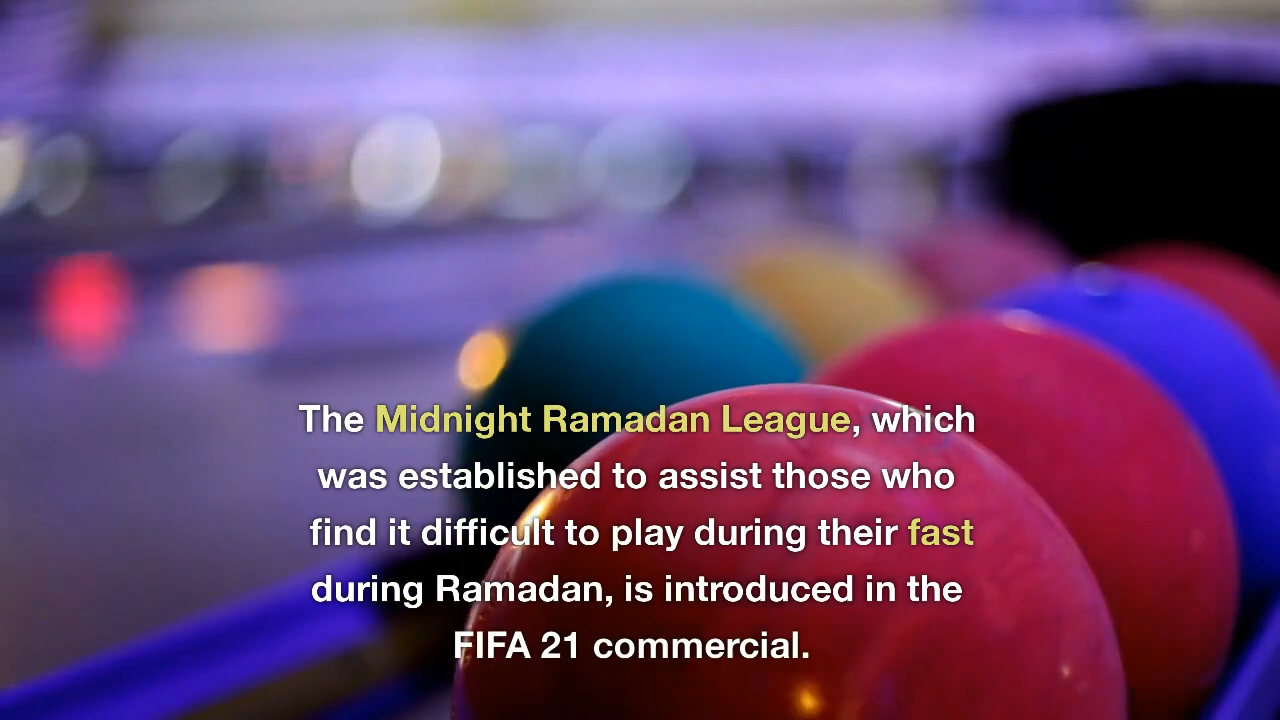 The Midnight Ramadan League, which
was established to assist those who
find it difficult to play during their fast
during Ramadan, is introduced in the
FIFA 21 commercial.